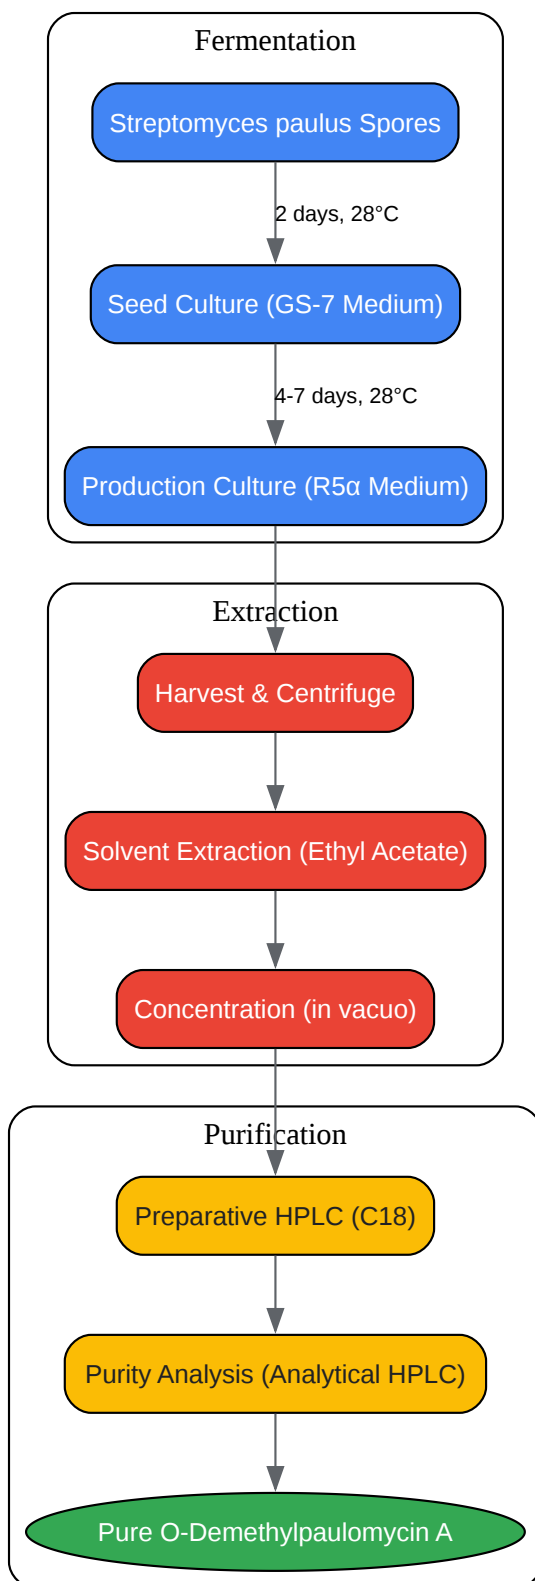 Fermentation
Streptomyces paulus Spores
2 days, 28°C
Seed Culture (GS-7 Medium)
4-7 days, 28°C
Production Culture (R5α Medium)
Extraction
Harvest & Centrifuge
Solvent Extraction (Ethyl Acetate)
Concentration (in vacuo)
Purification
Preparative HPLC (C18)
Purity Analysis (Analytical HPLC)
Pure O-Demethylpaulomycin A